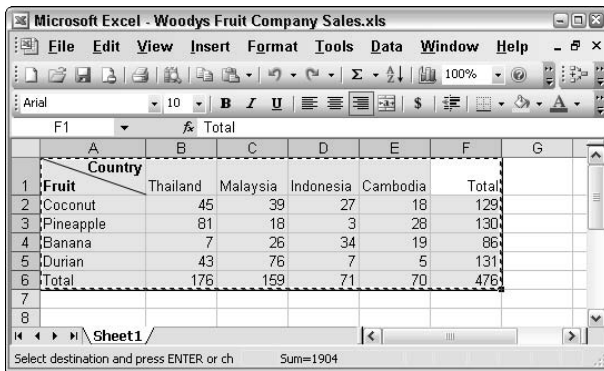 Microsoft Excel - Woodys Fruit Company Sales.xls
File Edit View Insert Format Tools Data Window Help
Σ 100%
Arial 10 B I U $ A
F1 fx Total
A B C D E F G
Country
1 Fruit Thailand Malaysia Indonesia Cambodia Total
2 Coconut 45 39 27 18 129
3 Pineapple 81 18 3 28 130
4 Banana 7 26 34 19 86
5 Durian 43 76 7 5 131
6 Total 176 159 71 70 476
7
8
Sheet1
Select destination and press ENTER or ch Sum=1904